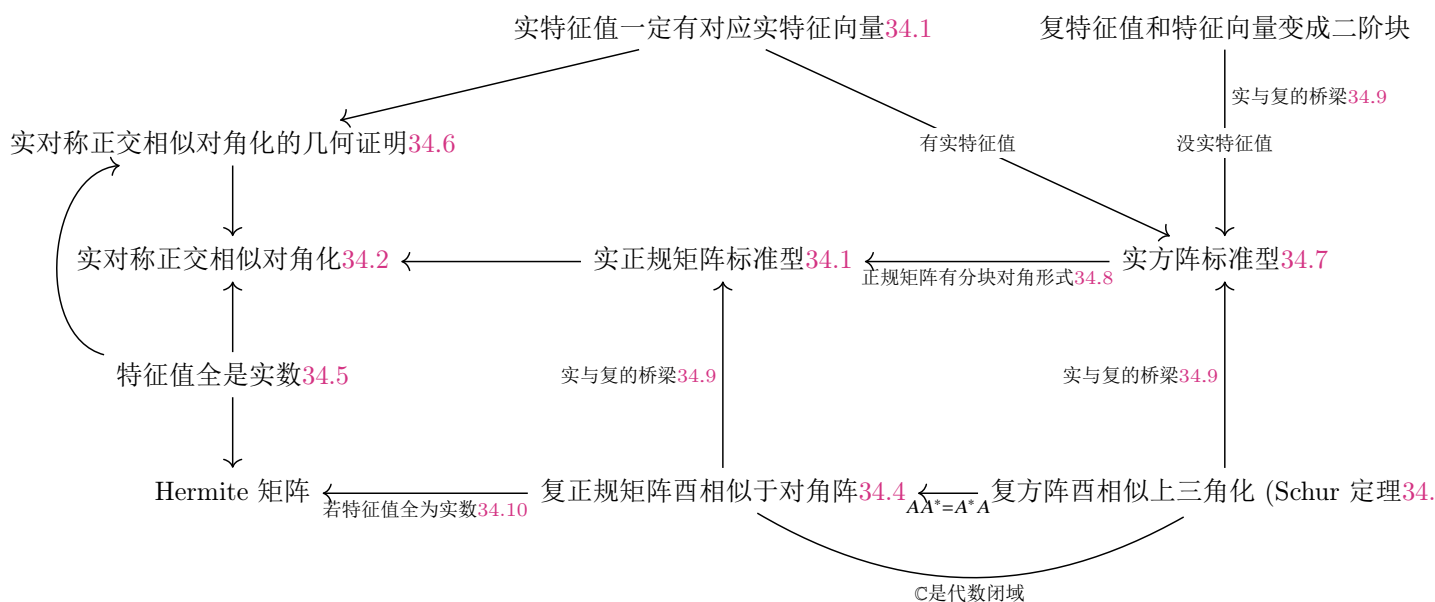 实特征值一定有对应实特征向量34.1
复特征值和特征向量变成二阶块
实与复的桥梁34.9
实对称正交相似对角化的几何证明34.6
有实特征值
没实特征值
实对称正交相似对角化34.2
实正规矩阵标准型34.1
实方阵标准型34.7
正规矩阵有分块对角形式34.8
特征值全是实数34.5
实与复的桥梁34.9
实与复的桥梁34.9
Hermite 矩阵
复正规矩阵酉相似于对角阵34.4
复方阵酉相似上三角化 (Schur 定理34.
若特征值全为实数34.10
AA*=A*A
ℂ是代数闭域